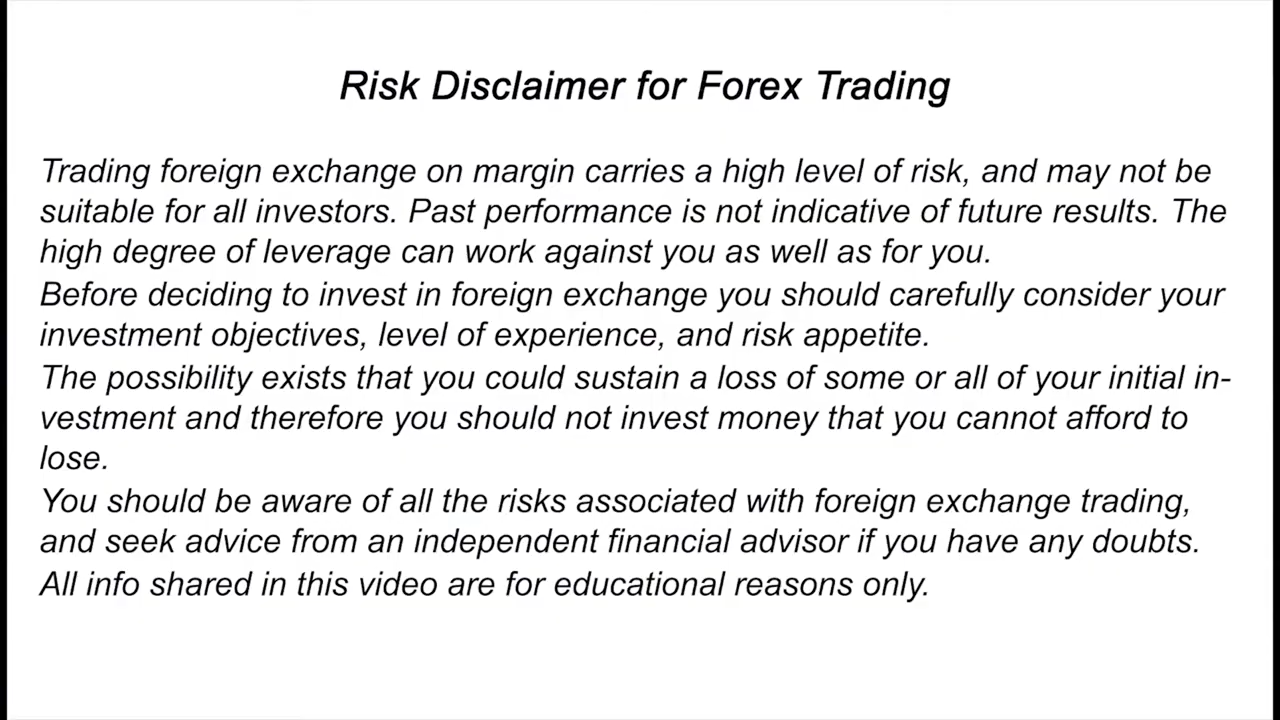 Risk Disclaimer for Forex Trading
Trading foreign exchange on margin carries a high level of risk, and may not be
suitable for all investors. Past performance is not indicative of future results. The
high degree of leverage can work against you as well as for you.
Before deciding to invest in foreign exchange you should carefully consider your
investment objectives, level of experience, and risk appetite.
The possibility exists that you could sustain a loss of some or all of your initial in-
vestment and therefore you should not invest money that you cannot afford to
lose.
You should be aware of all the risks associated with foreign exchange trading,
and seek advice from an independent financial advisor if you have any doubts.
All info shared in this video are for educational reasons only.